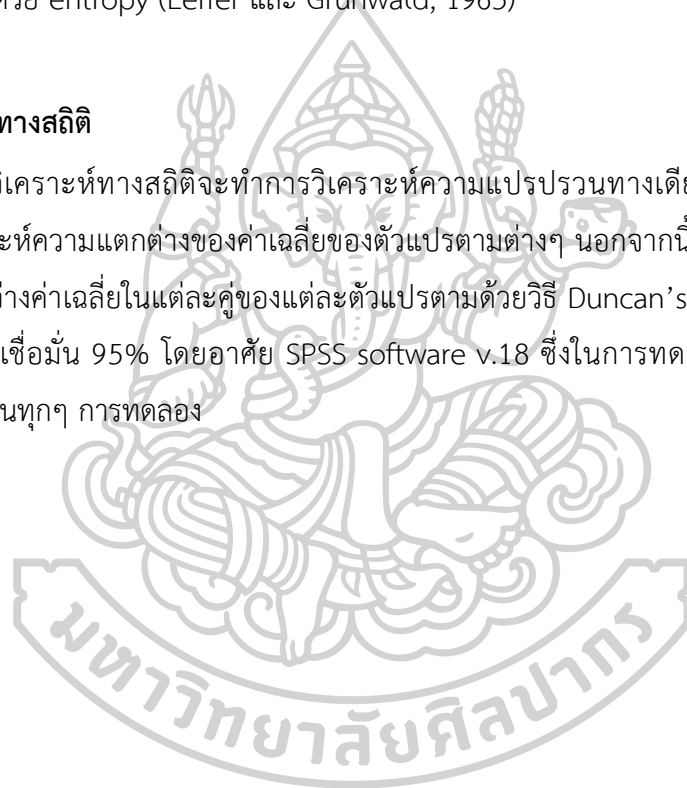 entropy (Leffer และ Grunwald, 1965)
ทางสถิติ
วิเคราะห์ทางสถิติจะทำการวิเคราะห์ความแปรปรวนทางเดีย
ะห์ความแตกต่างของค่าเฉลี่ยของตัวแปรตามต่างๆ นอกจากนี้
่างค่าเฉลี่ยในแต่ละคู่ของแต่ละตัวแปรตามด้วยวิธี Duncan’s
เชื่อมั่น 95% โดยอาศัย SPSS software v.18 ซึ่งในการทด
นทุกๆ การทดลอง
มหาวิทยาลัยศิลปากร